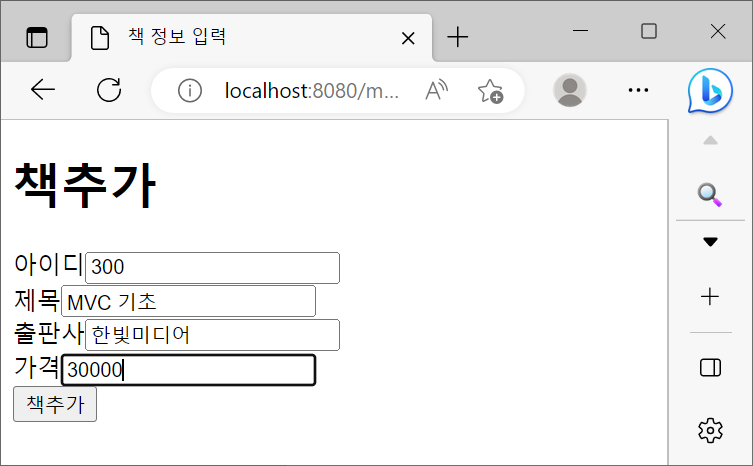 책 정보 입력
localhost:8080/m...
책추가
아이디 300
제목 MVC 기초
출판사 한빛미디어
가격 30000
책추가